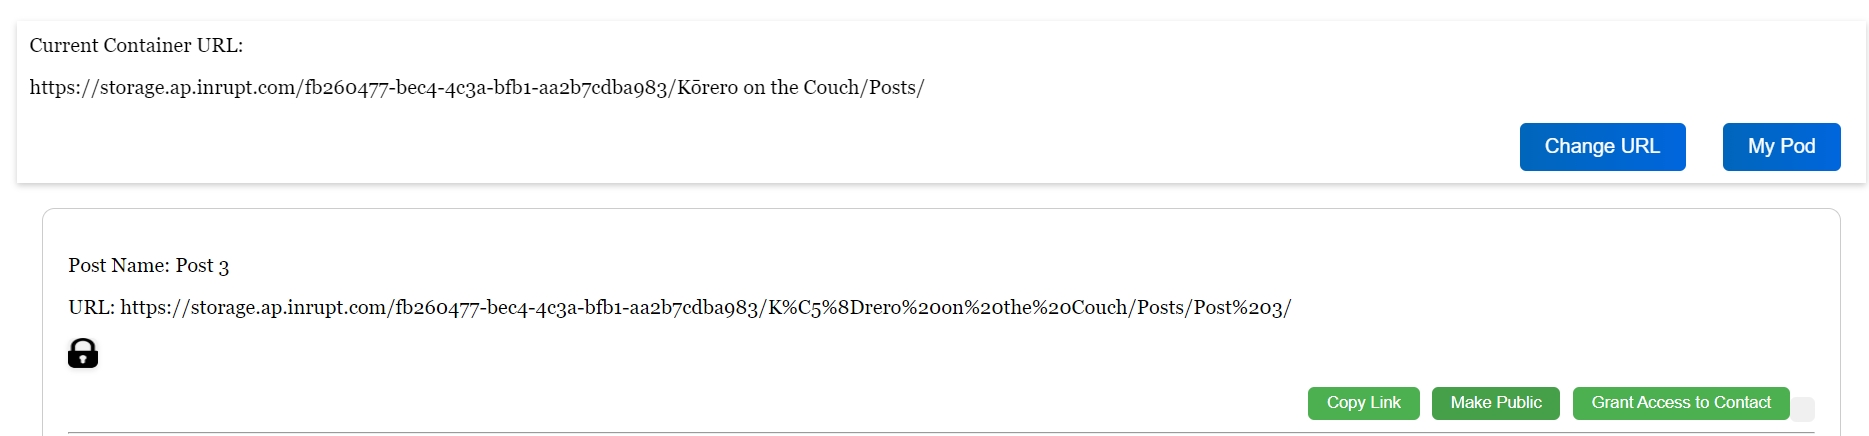 Current Container URL:
https://storage.ap.inrupt.com/fb260477-bec4-4c3a-bfb1-aa2b7cdba983/Kōrero on the Couch/Posts/
Change URL
My Pod
Post Name: Post 3
URL: https://storage.ap.inrupt.com/fb260477-bec4-4c3a-bfb1-aa2b7cdba983/K%C5%8Drero%20on%20the%20Couch/Posts/Post%203/
Copy Link
Make Public
Grant Access to Contact